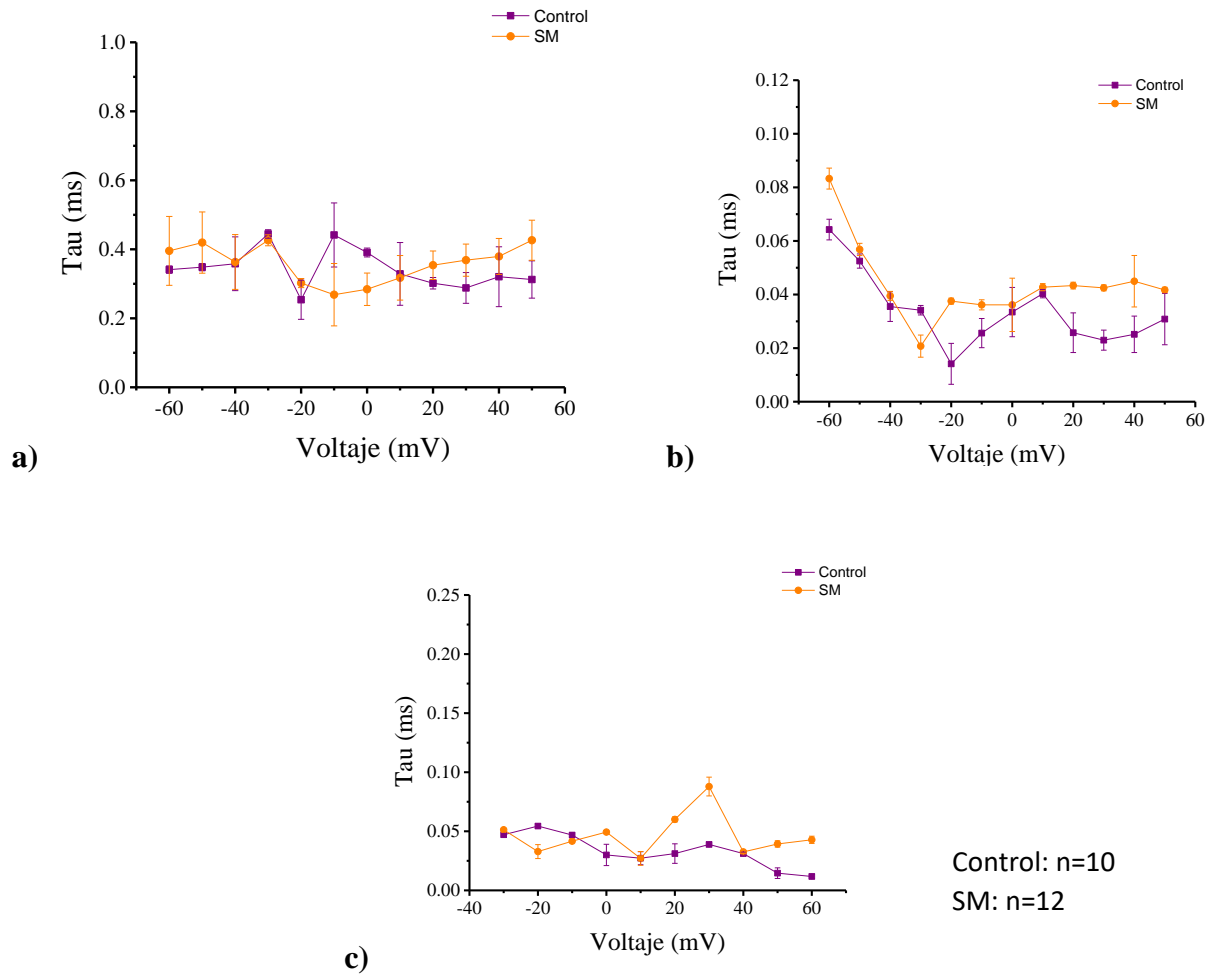 Control
SM
1.0
0.8
0.6
0.4
0.2
0.0
Tau (ms)
-60 -40 -20 0 20 40 60
Voltaje (mV)
a)
Control
SM
0.12
0.10
0.08
0.06
0.04
0.02
0.00
Tau (ms)
-60 -40 -20 0 20 40 60
Voltaje (mV)
b)
Control
SM
0.25
0.20
0.15
0.10
0.05
0.00
Tau (ms)
-40 -20 0 20 40 60
Voltaje (mV)
c)
Control: n=10
SM: n=12